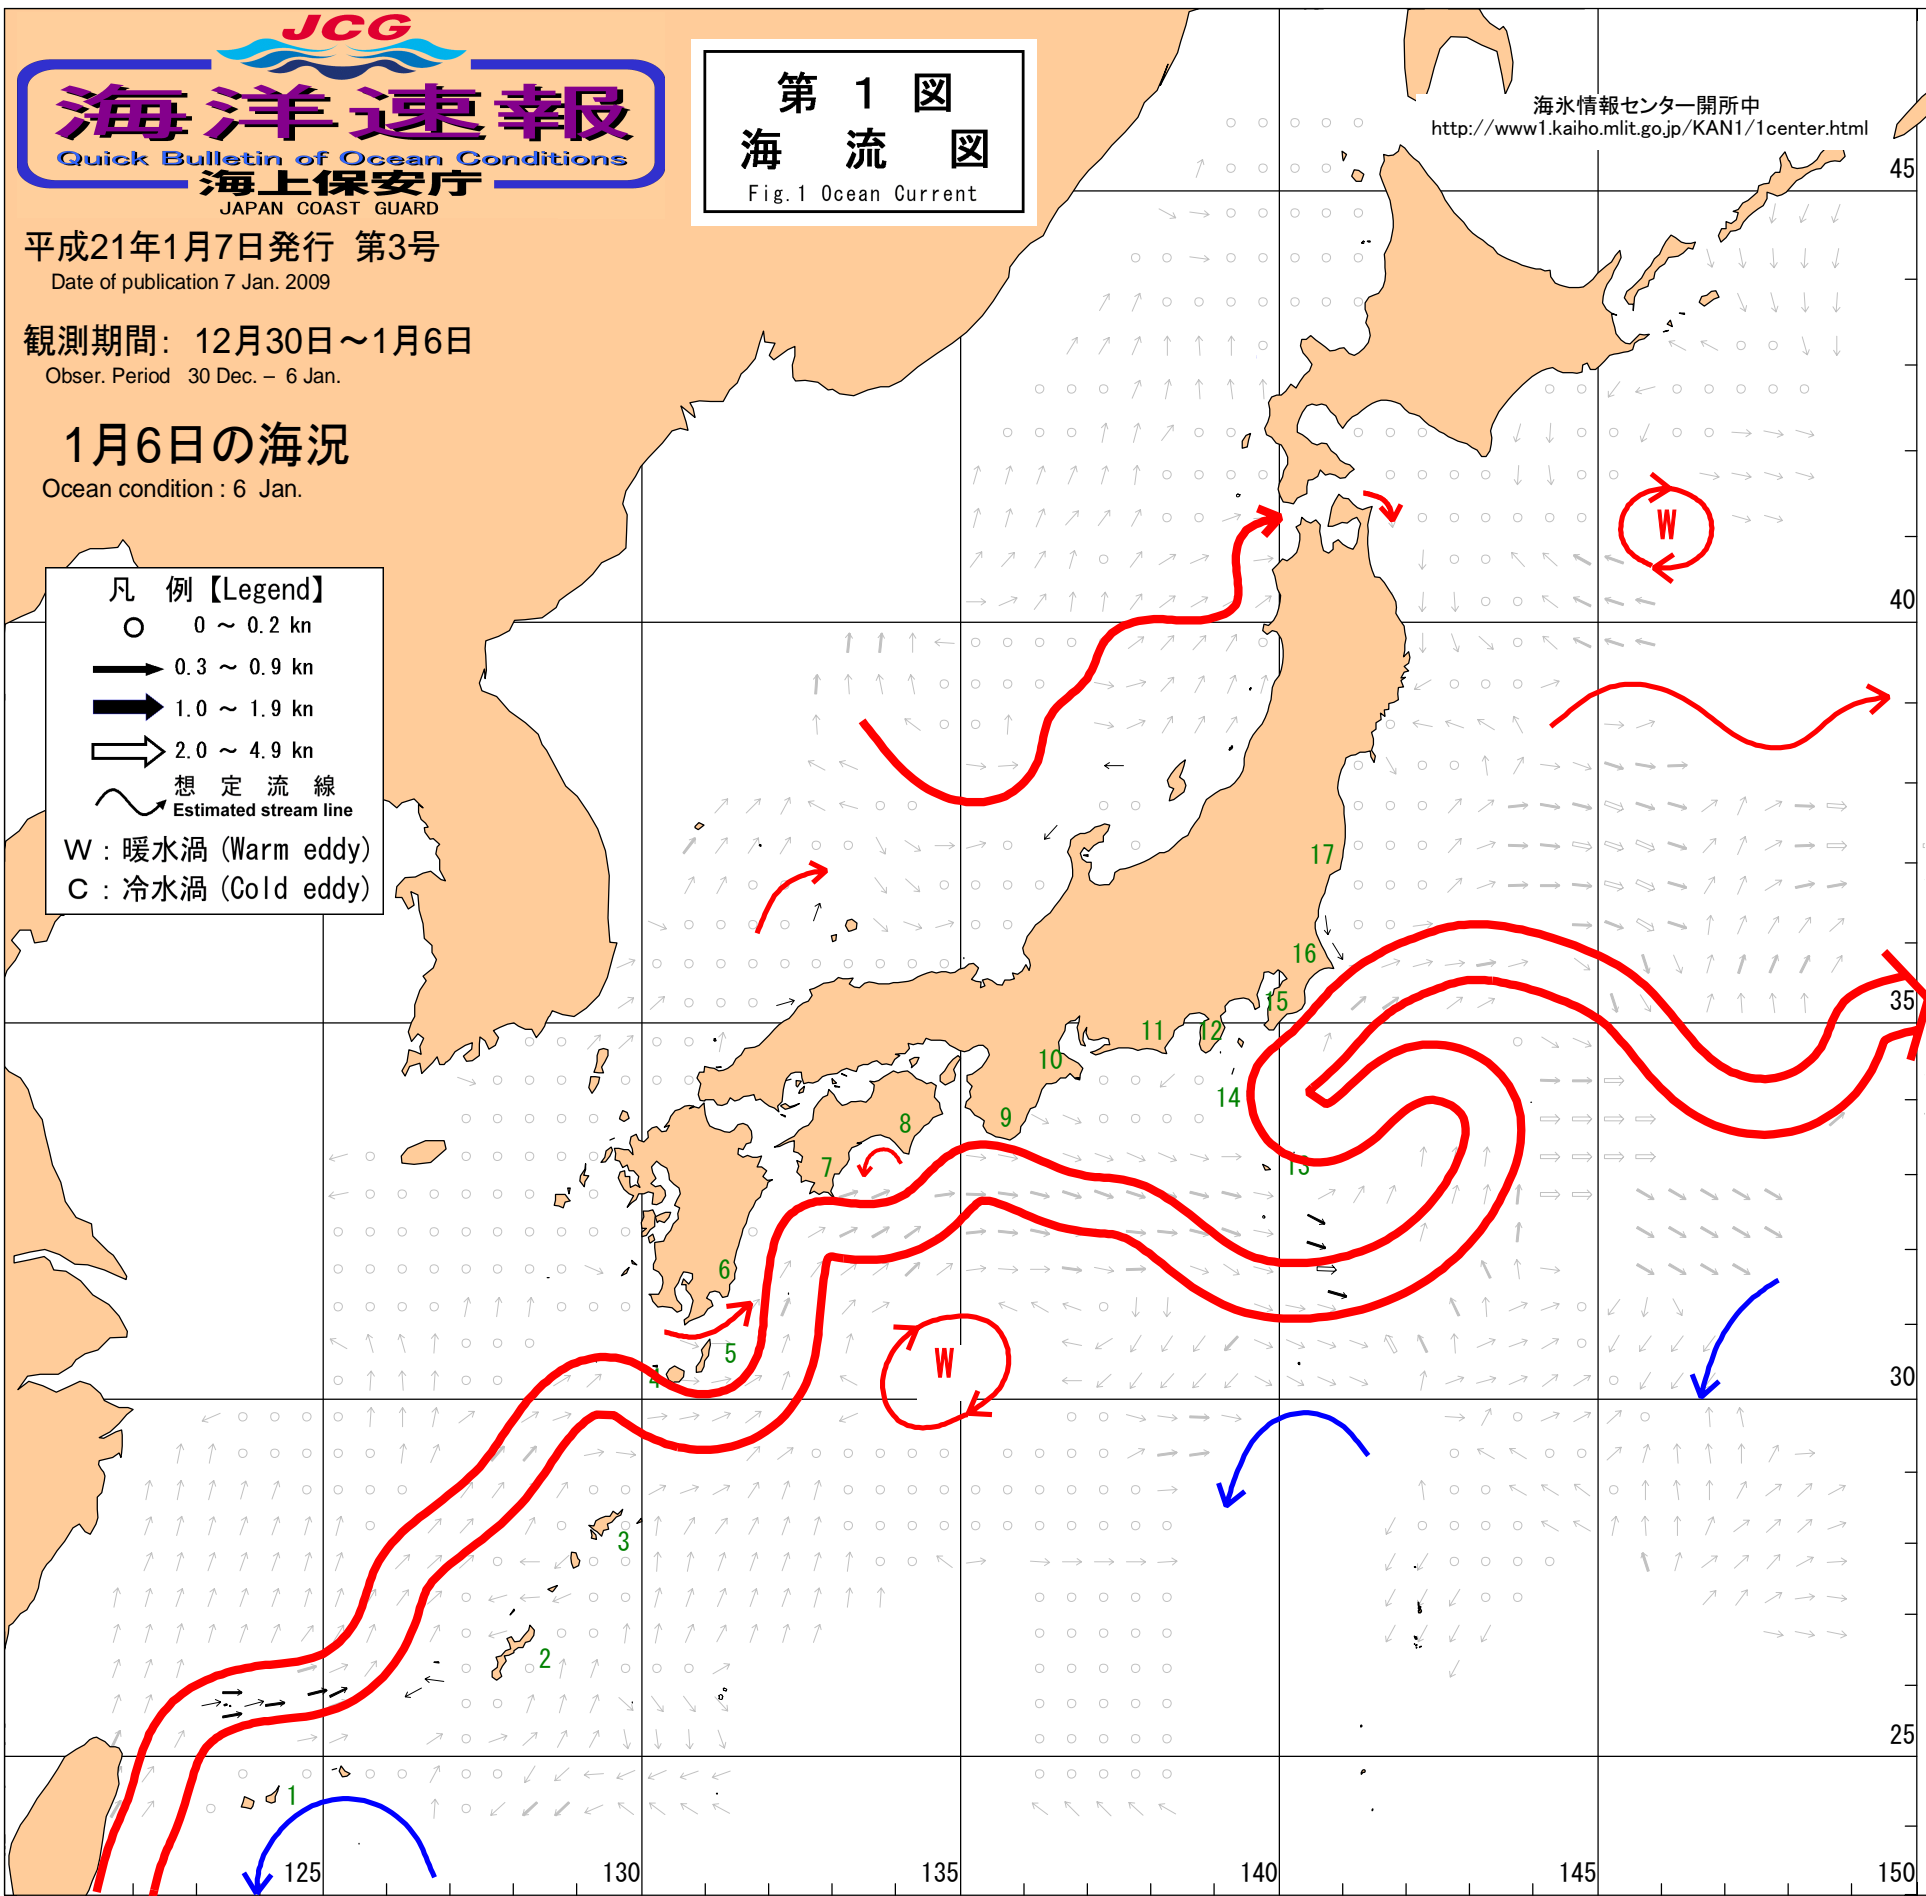 JCG
海洋速報
Quick Bulletin of Ocean Conditions
海上保安庁
JAPAN COAST GUARD
第 1 図
海 流 図
Fig.1 Ocean Current
海氷情報センター開所中
http://www1.kaiho.mlit.go.jp/KAN1/1center.html
平成21年1月7日発行 第3号
Date of publication 7 Jan. 2009
観測期間: 12月30日～1月6日
Obser. Period 30 Dec. – 6 Jan.
1月6日の海況
Ocean condition : 6 Jan.
凡 例【Legend】
0 ～ 0.2 kn
0.3 ～ 0.9 kn
1.0 ～ 1.9 kn
2.0 ～ 4.9 kn
想 定 流 線
Estimated stream line
W : 暖水渦 (Warm eddy)
C : 冷水渦 (Cold eddy)
45
W
40
17
16
35
15
12
11
10
14
9
8
7
13
6
5
W
4
30
3
2
25
1
125
130
135
140
145
150